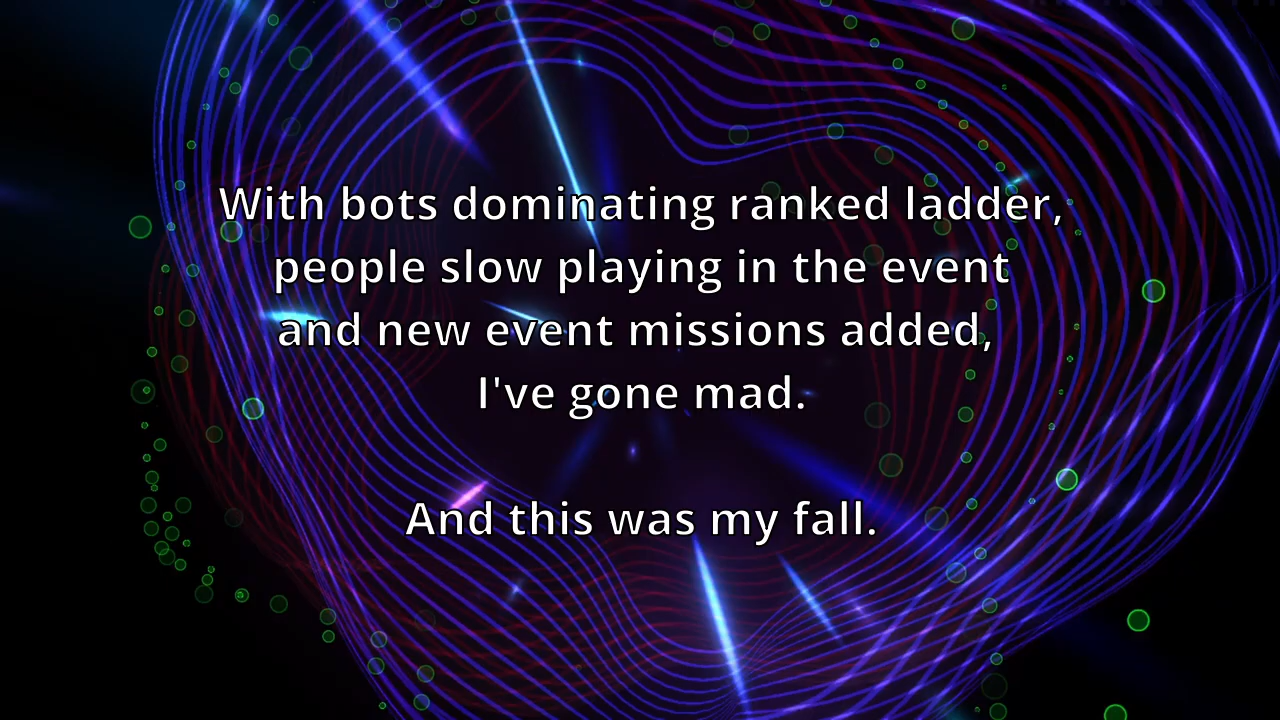 With bots dominating ranked ladder,
people slow playing in the event
and new event missions added,
I've gone mad.
And this was my fall.